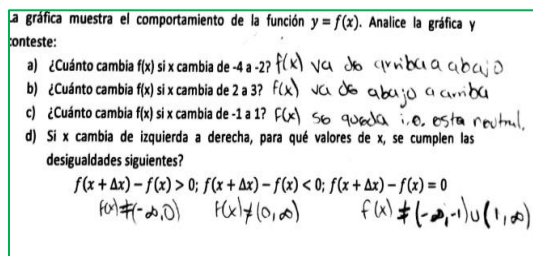 La gráfica muestra el comportamiento de la función y = f(x). Analice la gráfica y
conteste:
a) ¿Cuánto cambia f(x) si x cambia de -4 a -2? f(x) va de arriba a abajo
b) ¿Cuánto cambia f(x) si x cambia de 2 a 3? f(x) va de abajo a arriba
c) ¿Cuánto cambia f(x) si x cambia de -1 a 1? f(x) se queda i.e. esta neutral.
d) Si x cambia de izquierda a derecha, para qué valores de x, se cumplen las
desigualdades siguientes?
f(x + Δx) – f(x) > 0; f(x + Δx) – f(x) < 0; f(x + Δx) – f(x) = 0
f(x) ≠ (-∞,0) f(x) ≠ (0,∞) f(x) ≠ (-∞,-1)∪(1,∞)